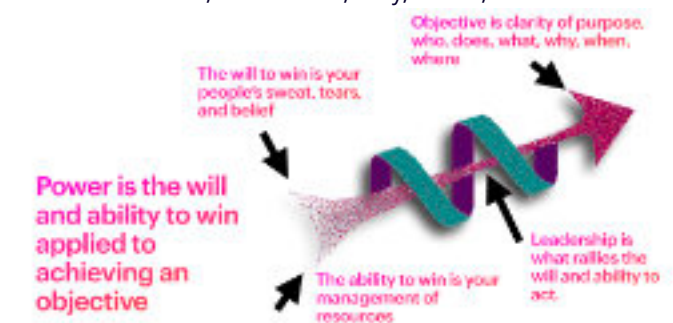 Objective is clarity of purpose,
who, does, what, why, when,
where
The will to win is your
people's sweat, tears,
and belief
Power is the will
and ability to win
applied to
achieving an
objective
Leadership is
what rallies the
will and ability to
act.
The ability to win is your
management of
resources